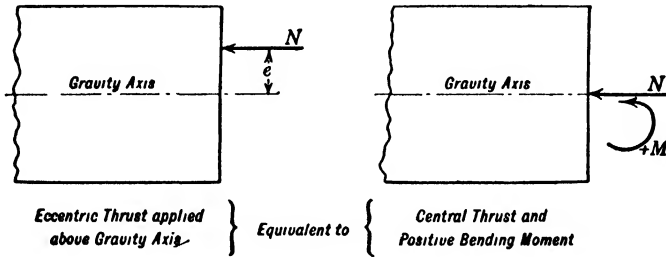 N
e
Gravity Axis
Gravity Axis
N
+M
Eccentric Thrust applied
above Gravity Axis.
Equivalent to
Central Thrust and
Positive Bending Moment